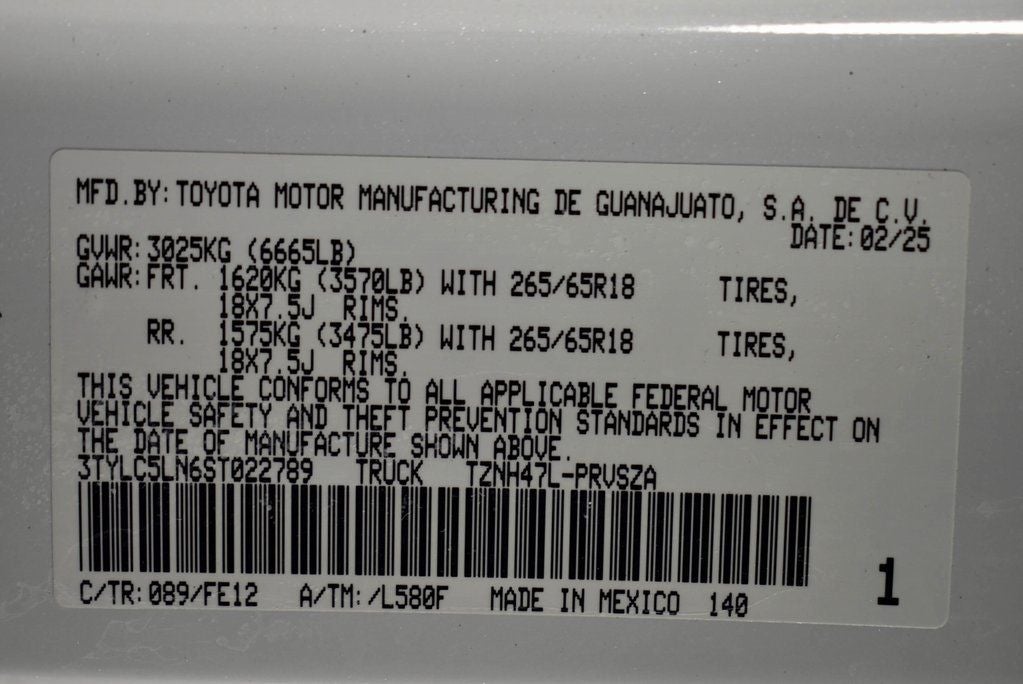 MFD.BY:TOYOTA MOTOR MANUFACTURING DE GUANAJUATO, S.A. DE C.V.
DATE:02/25
GVWR:3025KG (6665LB)
GAWR:FRT. 1620KG (3570LB) WITH 265/65R18 TIRES,
18X7.5J RIMS.
RR. 1575KG (3475LB) WITH 265/65R18 TIRES,
18X7.5J RIMS.
THIS VEHICLE CONFORMS TO ALL APPLICABLE FEDERAL MOTOR
VEHICLE SAFETY AND THEFT PREVENTION STANDARDS IN EFFECT ON
THE DATE OF MANUFACTURE SHOWN ABOVE.
3TYLC5LN6ST022789 TRUCK TZNH47L-PRVSZA
C/TR:089/FE12 A/TM:/L580F MADE IN MEXICO 140
1